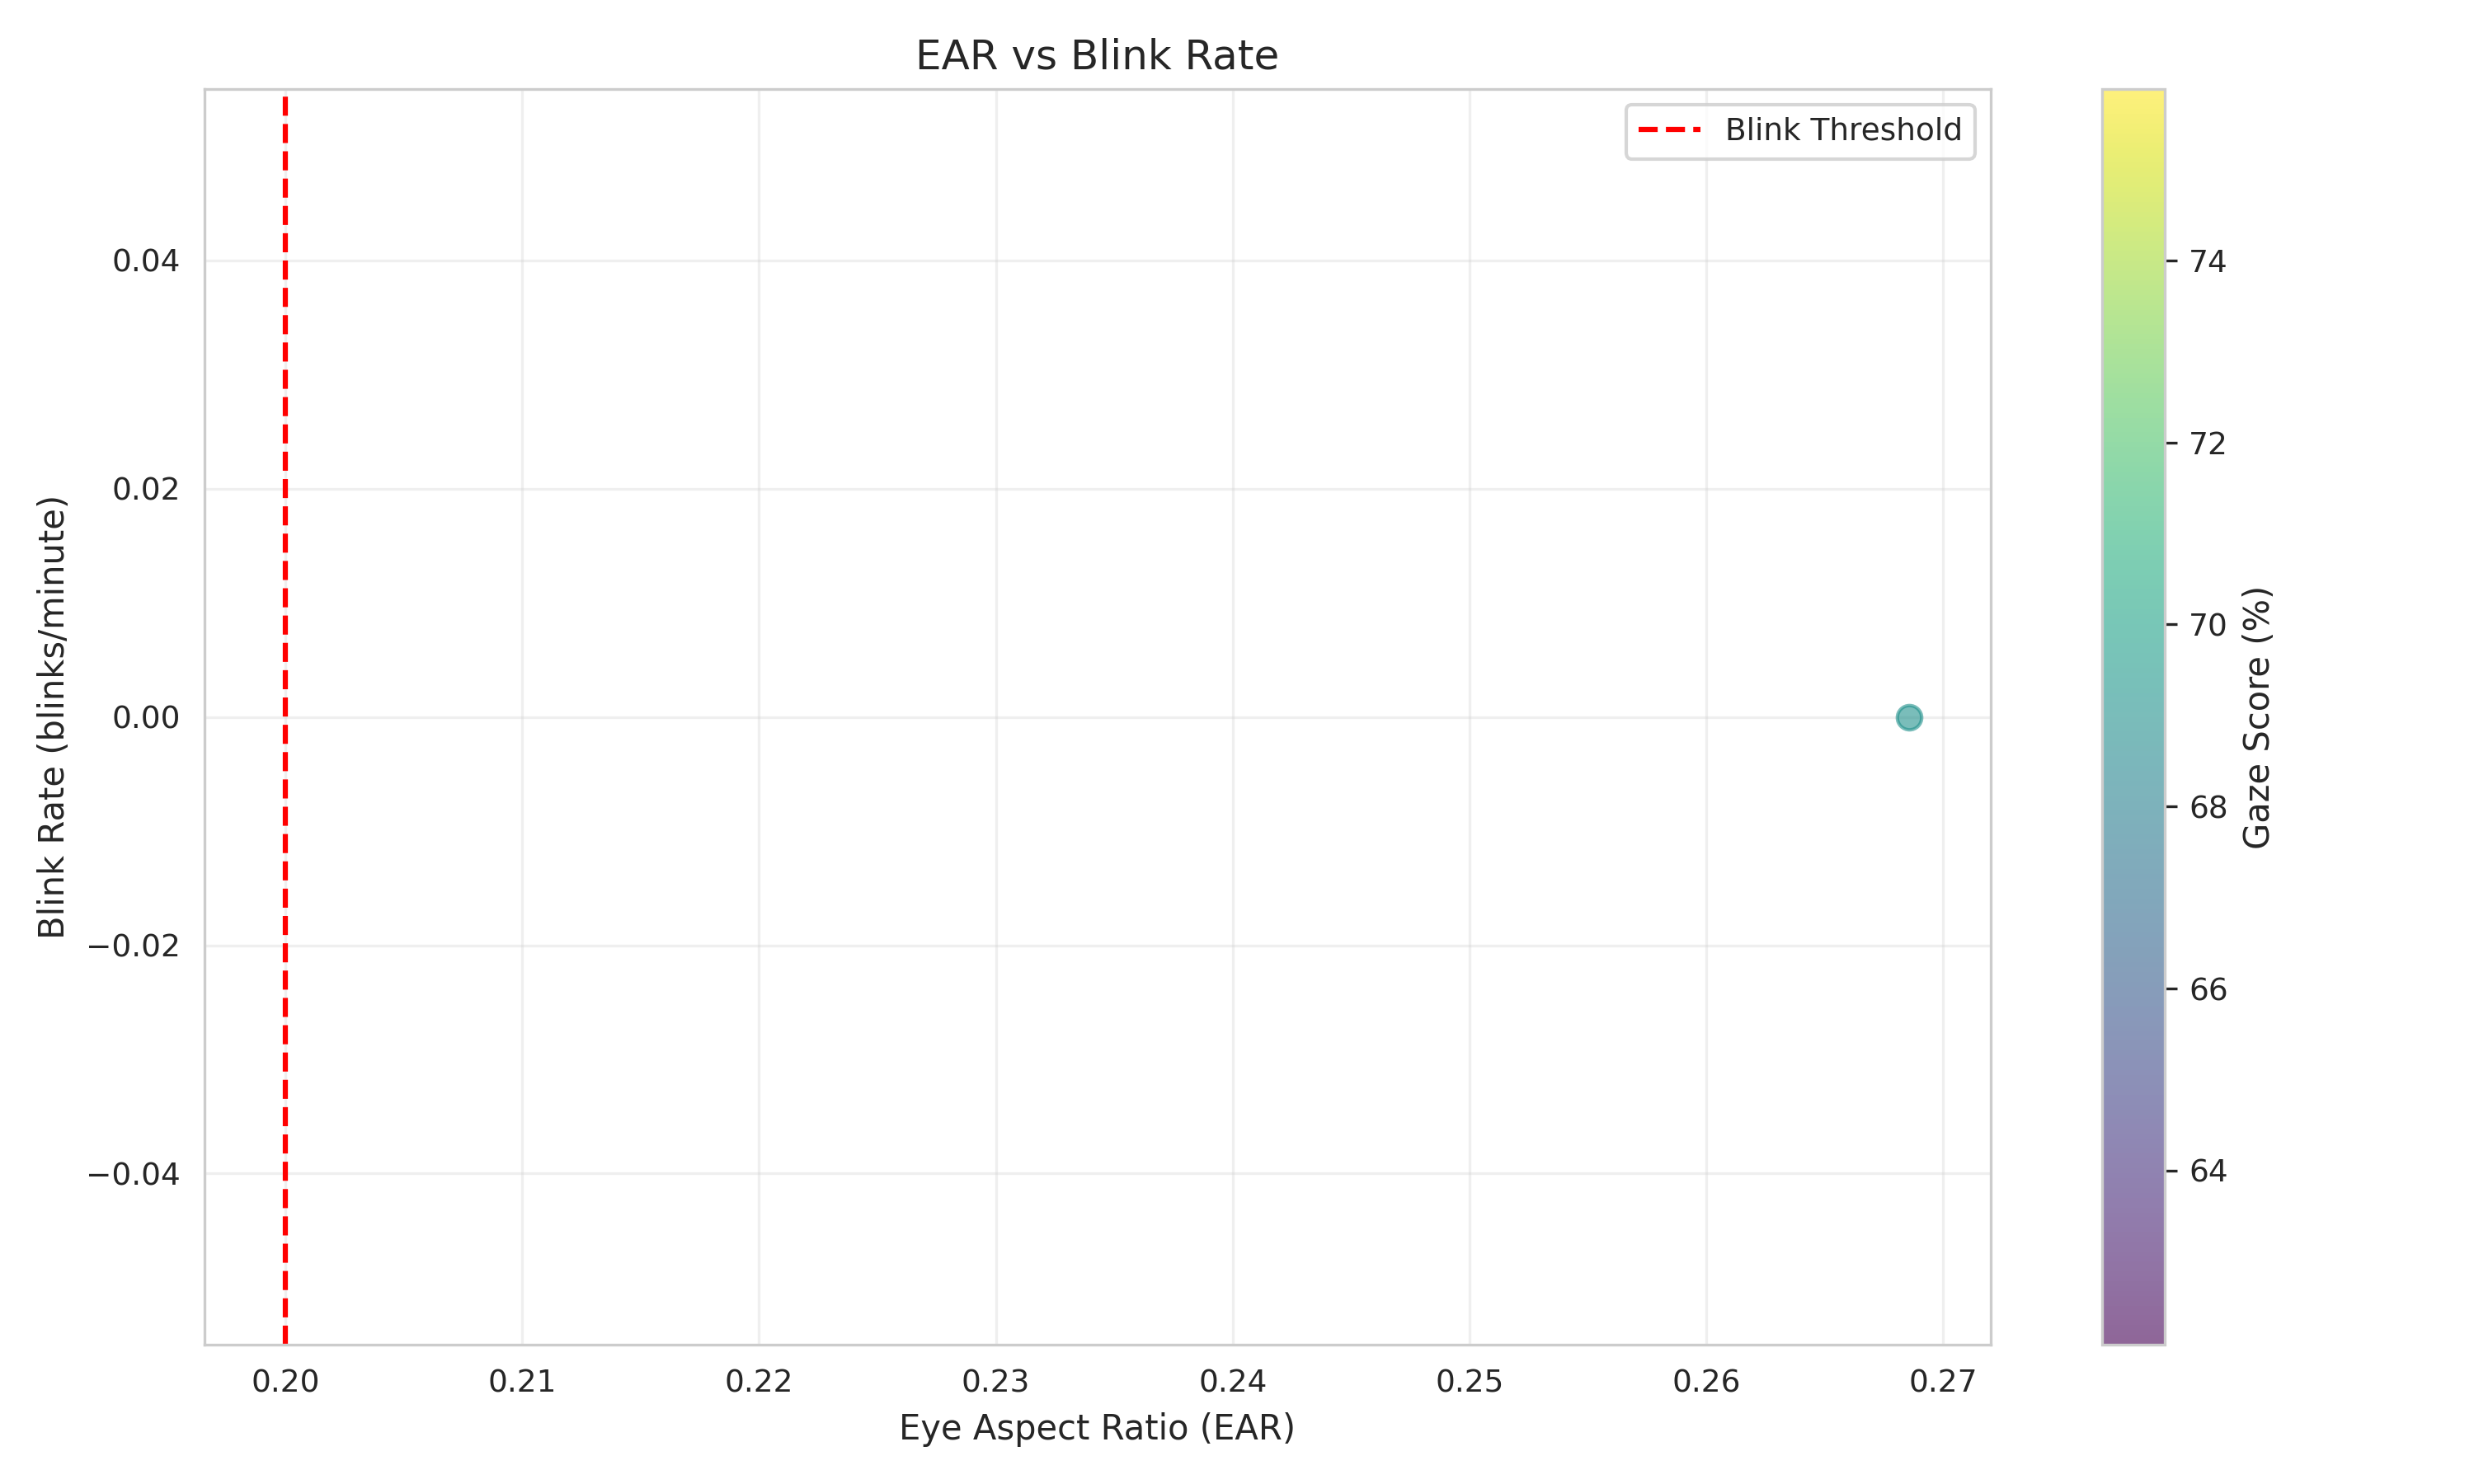 EAR vs Blink Rate
Blink Threshold
Blink Rate (blinks/minute)
0.04
0.02
0.00
−0.02
−0.04
0.20 0.21 0.22 0.23 0.24 0.25 0.26 0.27
Eye Aspect Ratio (EAR)
74
72
70
68
66
64
Gaze Score (%)